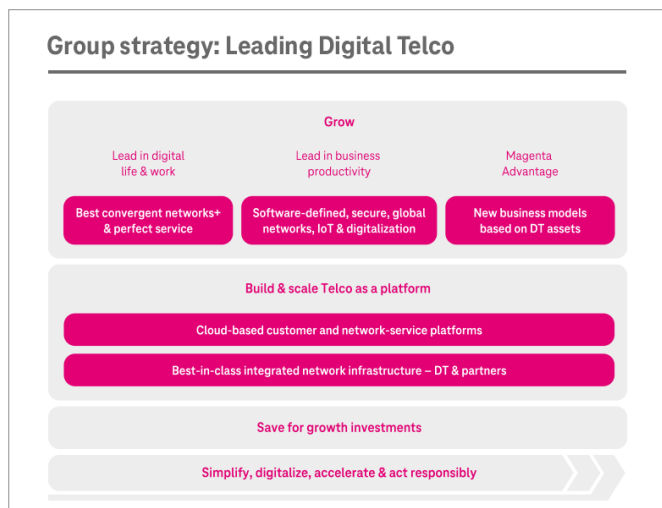 Group strategy: Leading Digital Telco
Grow
Lead in digital
life & work
Lead in business
productivity
Magenta
Advantage
Best convergent networks+
& perfect service
Software-defined, secure, global
networks, IoT & digitalization
New business models
based on DT assets
Build & scale Telco as a platform
Cloud-based customer and network-service platforms
Best-in-class integrated network infrastructure – DT & partners
Save for growth investments
Simplify, digitalize, accelerate & act responsibly